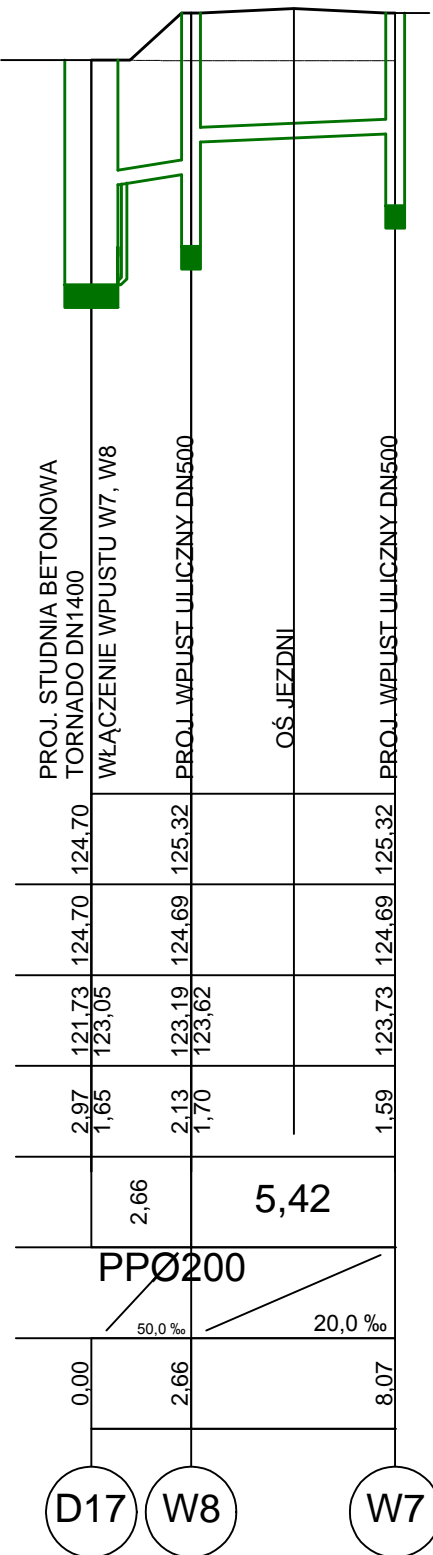 PROJ. STUDNIA BETONOWA
TORNADO DN1400
WŁĄCZENIE WPUSTU W7, W8
PROJ. WPUST ULICZNY DN500
OŚ JEZDNI
PROJ. WPUST ULICZNY DN500
124,70
125,32
125,32
124,70
124,69
124,69
121,73
123,05
123,19
123,62
123,73
2,97
1,65
2,13
1,70
1,59
2,66
5,42
PPØ200
50,0 ‰
20,0 ‰
0,00
2,66
8,07
D17
W8
W7